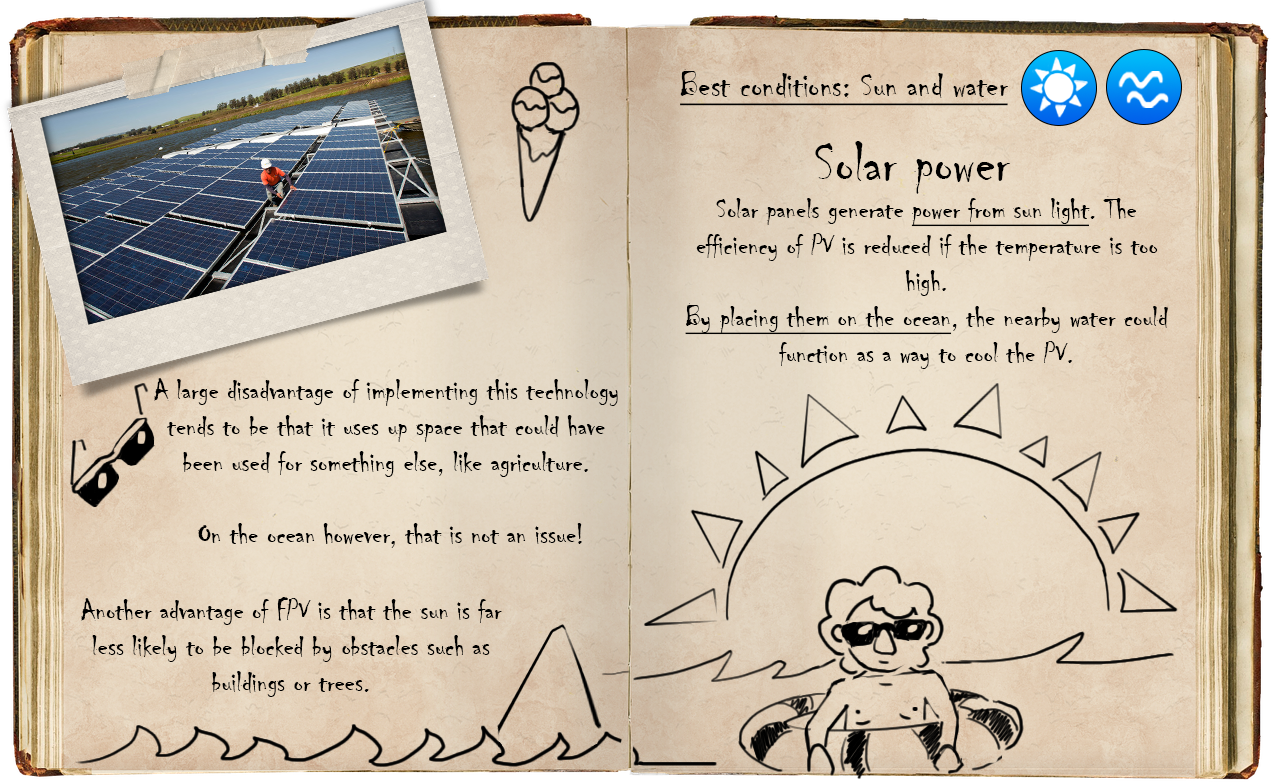 A large disadvantage of implementing this technology
tends to be that it uses up space that could have
been used for something else, like agriculture.
On the ocean however, that is not an issue!
Another advantage of FPV is that the sun is far
less likely to be blocked by obstacles such as
buildings or trees.
Best conditions: Sun and water
Solar power
Solar panels generate power from sun light. The
efficiency of PV is reduced if the temperature is too
high.
By placing them on the ocean, the nearby water could
function as a way to cool the PV.